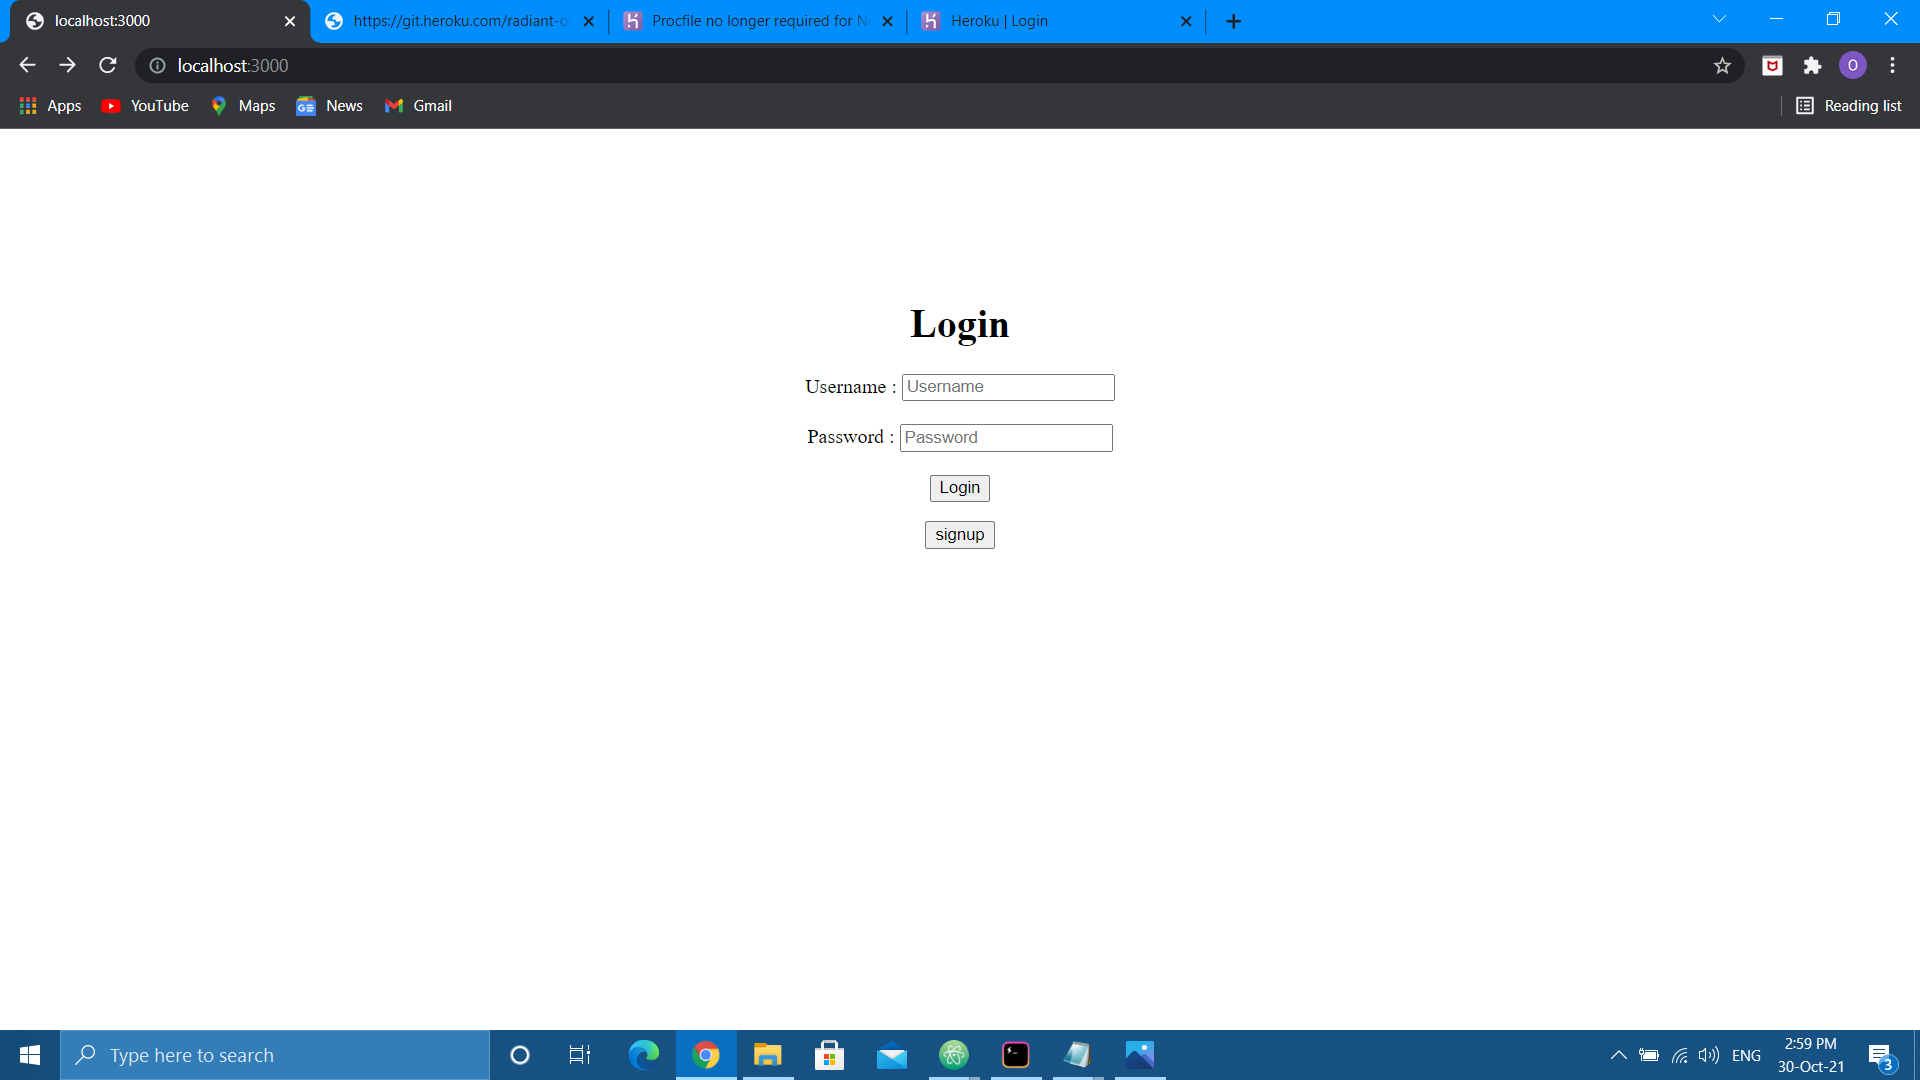 localhost:3000
https://git.heroku.com/radiant-o
Procfile no longer required for N
Heroku | Login
localhost:3000
Apps
YouTube
Maps
News
Gmail
Reading list
O
Login
Username : Username
Password : Password
Login
signup
Type here to search
ENG
2:59 PM
30-Oct-21
3